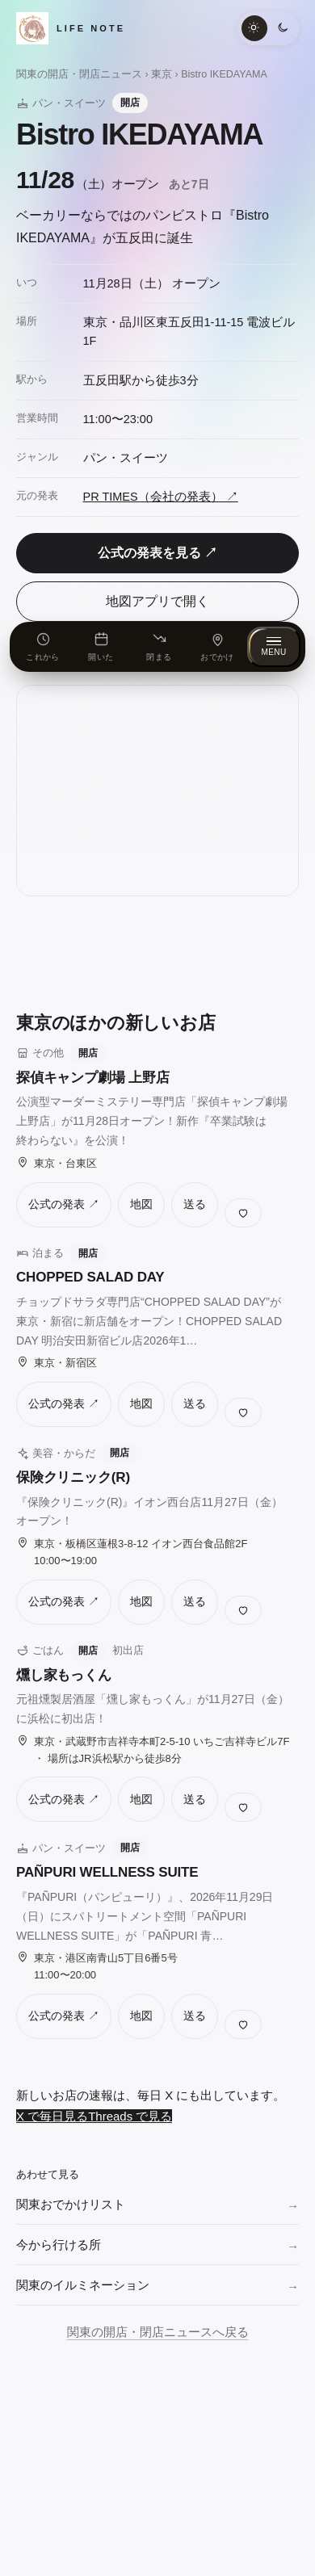 LIFE NOTE
関東の開店・閉店ニュース › 東京 › Bistro IKEDAYAMA
パン・スイーツ 開店
Bistro IKEDAYAMA
11/28（土）オープン あと7日
ベーカリーならではのパンビストロ『Bistro
IKEDAYAMA』が五反田に誕生
いつ 11月28日（土） オープン
場所 東京・品川区東五反田1-11-15 電波ビル
1F
駅から 五反田駅から徒歩3分
営業時間 11:00〜23:00
ジャンル パン・スイーツ
元の発表 PR TIMES（会社の発表） ↗
公式の発表を見る ↗
地図アプリで開く
これから 開いた 閉まる おでかけ MENU
東京のほかの新しいお店
その他 開店
探偵キャンプ劇場 上野店
公演型マーダーミステリー専門店「探偵キャンプ劇場
上野店」が11月28日オープン！新作『卒業試験は
終わらない』を公演！
東京・台東区
公式の発表 ↗ 地図 送る
泊まる 開店
CHOPPED SALAD DAY
チョップドサラダ専門店“CHOPPED SALAD DAY”が
東京・新宿に新店舗をオープン！CHOPPED SALAD
DAY 明治安田新宿ビル店2026年1…
東京・新宿区
公式の発表 ↗ 地図 送る
美容・からだ 開店
保険クリニック(R)
『保険クリニック(R)』イオン西台店11月27日（金）
オープン！
東京・板橋区蓮根3-8-12 イオン西台食品館2F
10:00〜19:00
公式の発表 ↗ 地図 送る
ごはん 開店 初出店
燻し家もっくん
元祖燻製居酒屋「燻し家もっくん」が11月27日（金）
に浜松に初出店！
東京・武蔵野市吉祥寺本町2-5-10 いちご吉祥寺ビル7F
・ 場所はJR浜松駅から徒歩8分
公式の発表 ↗ 地図 送る
パン・スイーツ 開店
PAÑPURI WELLNESS SUITE
『PAÑPURI（パンピューリ）』、2026年11月29日
（日）にスパトリートメント空間「PAÑPURI
WELLNESS SUITE」が「PAÑPURI 青…
東京・港区南青山5丁目6番5号
11:00〜20:00
公式の発表 ↗ 地図 送る
新しいお店の速報は、毎日 X にも出しています。
X で毎日見るThreads で見る
あわせて見る
関東おでかけリスト →
今から行ける所 →
関東のイルミネーション →
関東の開店・閉店ニュースへ戻る